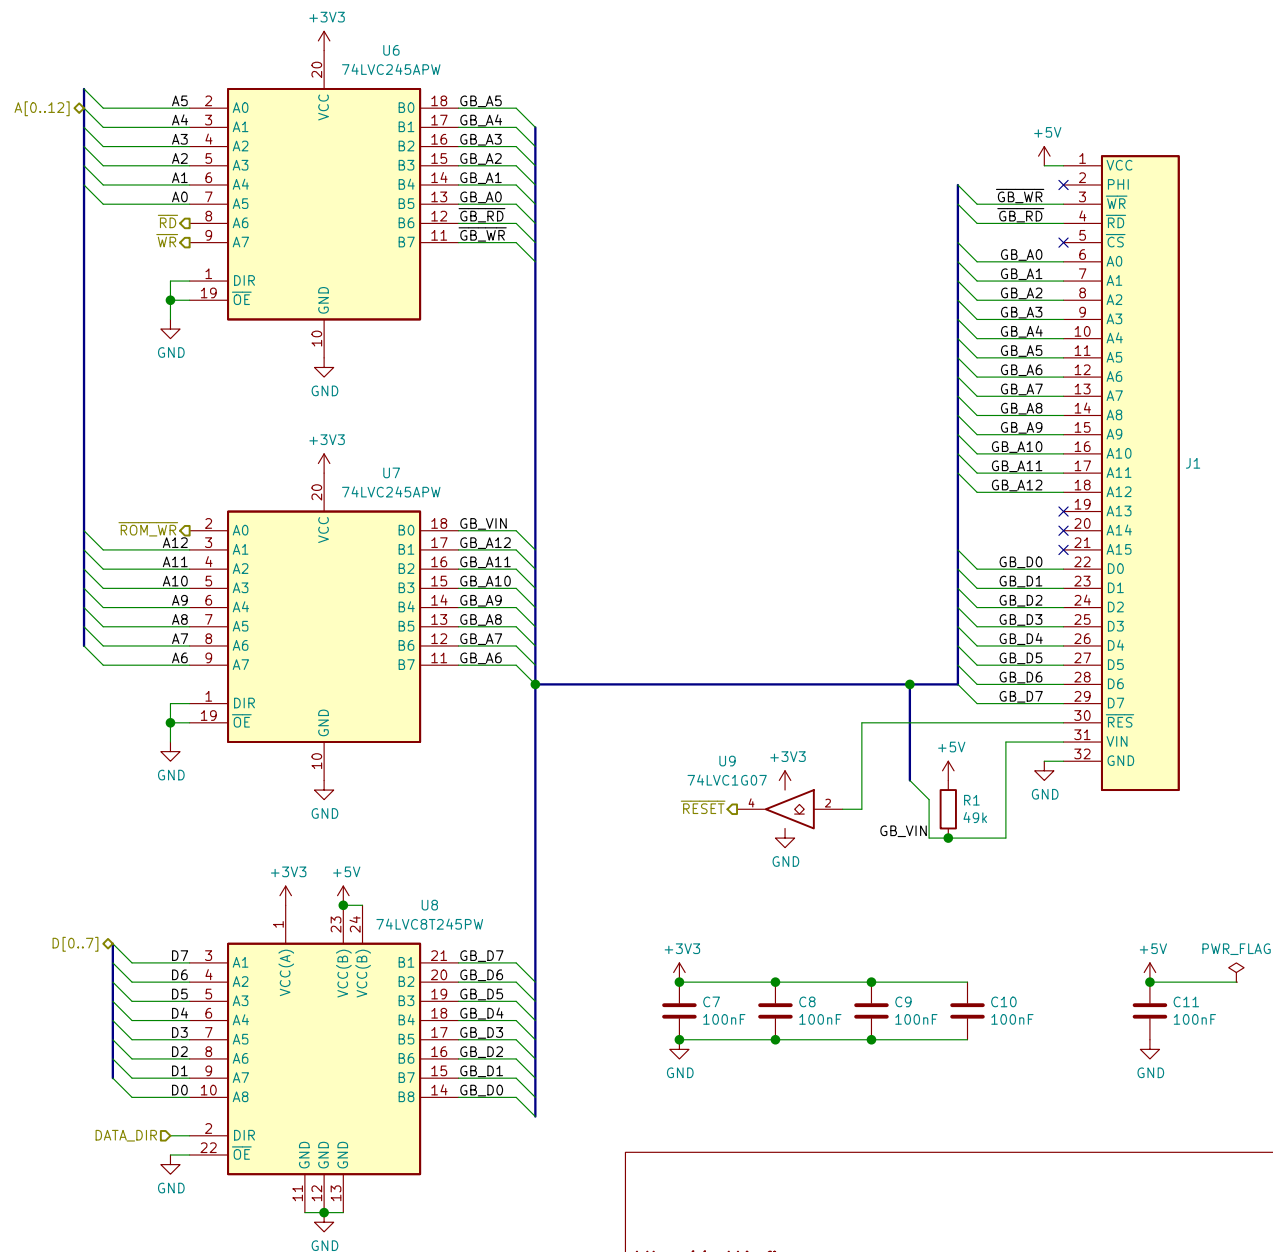 +3V3
U6
74LVC245APW
20
VCC
A[0..12]
A5 2 A0 B0 18 GB_A5
A4 3 A1 B1 17 GB_A4
A3 4 A2 B2 16 GB_A3
A2 5 A3 B3 15 GB_A2
A1 6 A4 B4 14 GB_A1
A0 7 A5 B5 13 GB_A0
RD 8 A6 B6 12 GB_RD
WR 9 A7 B7 11 GB_WR
1 DIR
19 OE
GND
GND
10
GND
+3V3
U7
74LVC245APW
20
VCC
ROM_WR 2 A0 B0 18 GB_VIN
A12 3 A1 B1 17 GB_A12
A11 4 A2 B2 16 GB_A11
A10 5 A3 B3 15 GB_A10
A9 6 A4 B4 14 GB_A9
A8 7 A5 B5 13 GB_A8
A7 8 A6 B6 12 GB_A7
A6 9 A7 B7 11 GB_A6
1 DIR
19 OE
GND
GND
10
GND
+3V3
+5V
U8
74LVC8T245PW
1
23
24
VCC(A)
VCC(B)
VCC(B)
D[0..7]
D7 3 A1 B1 21 GB_D7
D6 4 A2 B2 20 GB_D6
D5 5 A3 B3 19 GB_D5
D4 6 A4 B4 18 GB_D4
D3 7 A5 B5 17 GB_D3
D2 8 A6 B6 16 GB_D2
D1 9 A7 B7 15 GB_D1
D0 10 A8 B8 14 GB_D0
DATA_DIR 2 DIR
22 OE
GND
GND
GND
GND
11
12
13
GND
+5V
1 VCC
2 PHI
GB_WR 3 WR
GB_RD 4 RD
5 CS
GB_A0 6 A0
GB_A1 7 A1
GB_A2 8 A2
GB_A3 9 A3
GB_A4 10 A4
GB_A5 11 A5
GB_A6 12 A6
GB_A7 13 A7
GB_A8 14 A8
GB_A9 15 A9
GB_A10 16 A10
GB_A11 17 A11
GB_A12 18 A12
19 A13
20 A14
21 A15
GB_D0 22 D0
GB_D1 23 D1
GB_D2 24 D2
GB_D3 25 D3
GB_D4 26 D4
GB_D5 27 D5
GB_D6 28 D6
GB_D7 29 D7
30 RES
31 VIN
32 GND
J1
GND
U9
74LVC1G07
+3V3
RESET 4 2
GND
+5V
R1
49k
GB_VIN
+3V3
C7
100nF
C8
100nF
C9
100nF
C10
100nF
GND
+5V
PWR_FLAG
C11
100nF
GND